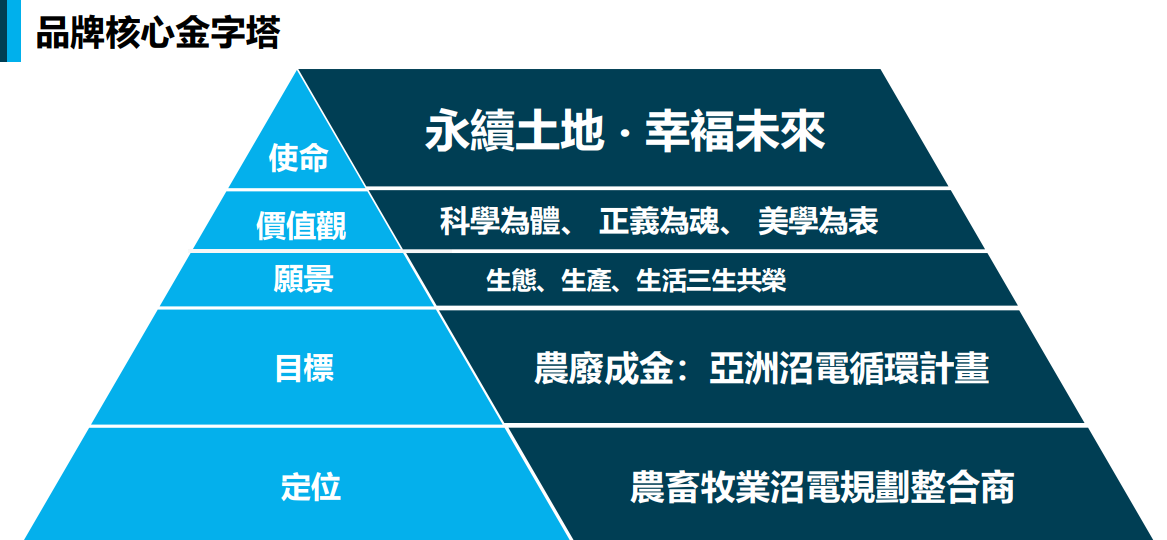 品牌核心金字塔
使命
永續土地 · 幸福未來
價值觀
科學為體、 正義為魂、 美學為表
願景
生態、生產、生活三生共榮
目標
農廢成金：亞洲沼電循環計畫
定位
農畜牧業沼電規劃整合商